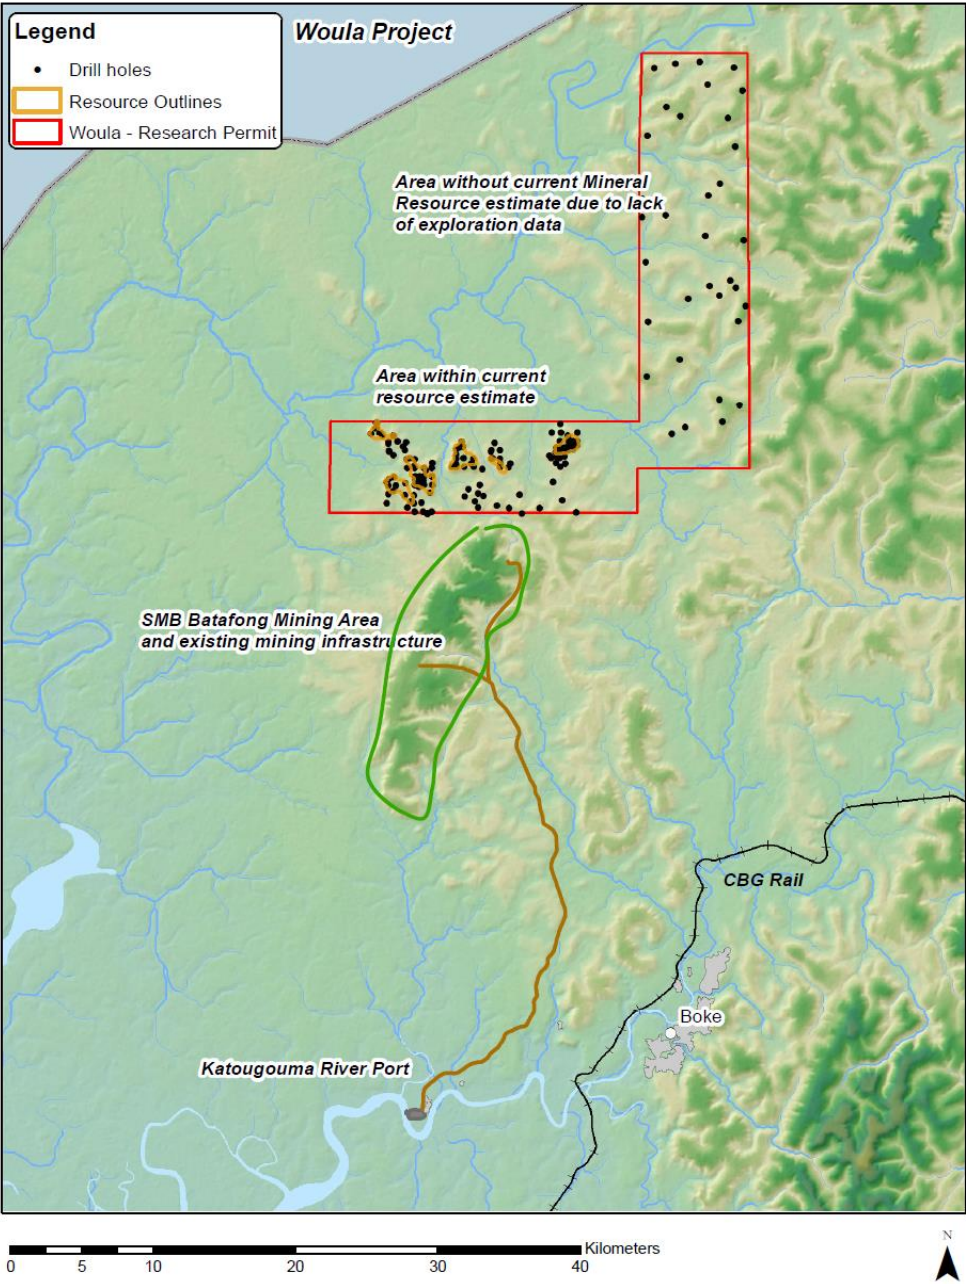 Legend
Drill holes
Resource Outlines
Woula - Research Permit
Woula Project
Area without current Mineral
Resource estimate due to lack
of exploration data
Area within current
resource estimate
SMB Batafong Mining Area
and existing mining infrastructure
CBG Rail
Boke
Katougouma River Port
Kilometers
0 5 10 20 30 40
N